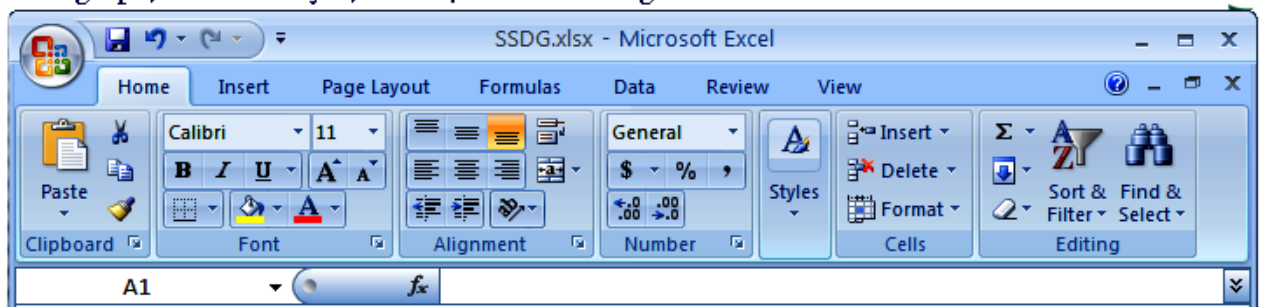 SSDG.xlsx - Microsoft Excel
Home Insert Page Layout Formulas Data Review View
Calibri 11 General Insert Σ
B I U A A $ % , Delete
Paste Styles Sort & Find &
A .00 .0 Format Filter Select
Clipboard Font Alignment Number Cells Editing
A1 fx